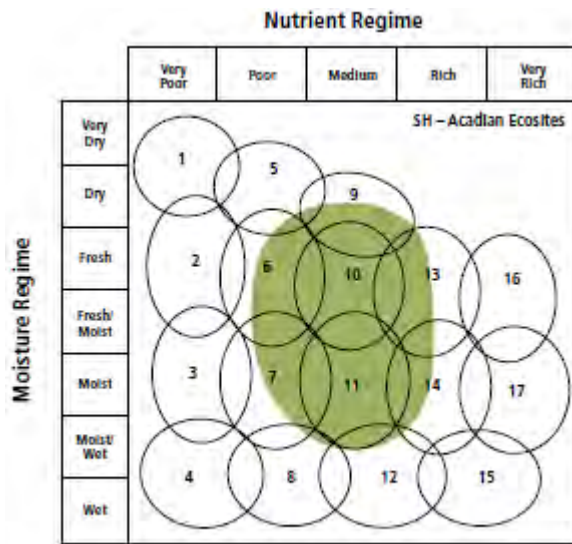 Nutrient Regime
Very
Poor
Poor
Medium
Rich
Very
Rich
SH – Acadian Ecosites
Moisture Regime
Very
Dry
Dry
Fresh
Fresh/
Moist
Moist
Moist/
Wet
Wet
1
5
9
2
6
10
13
16
3
7
11
14
17
4
8
12
15